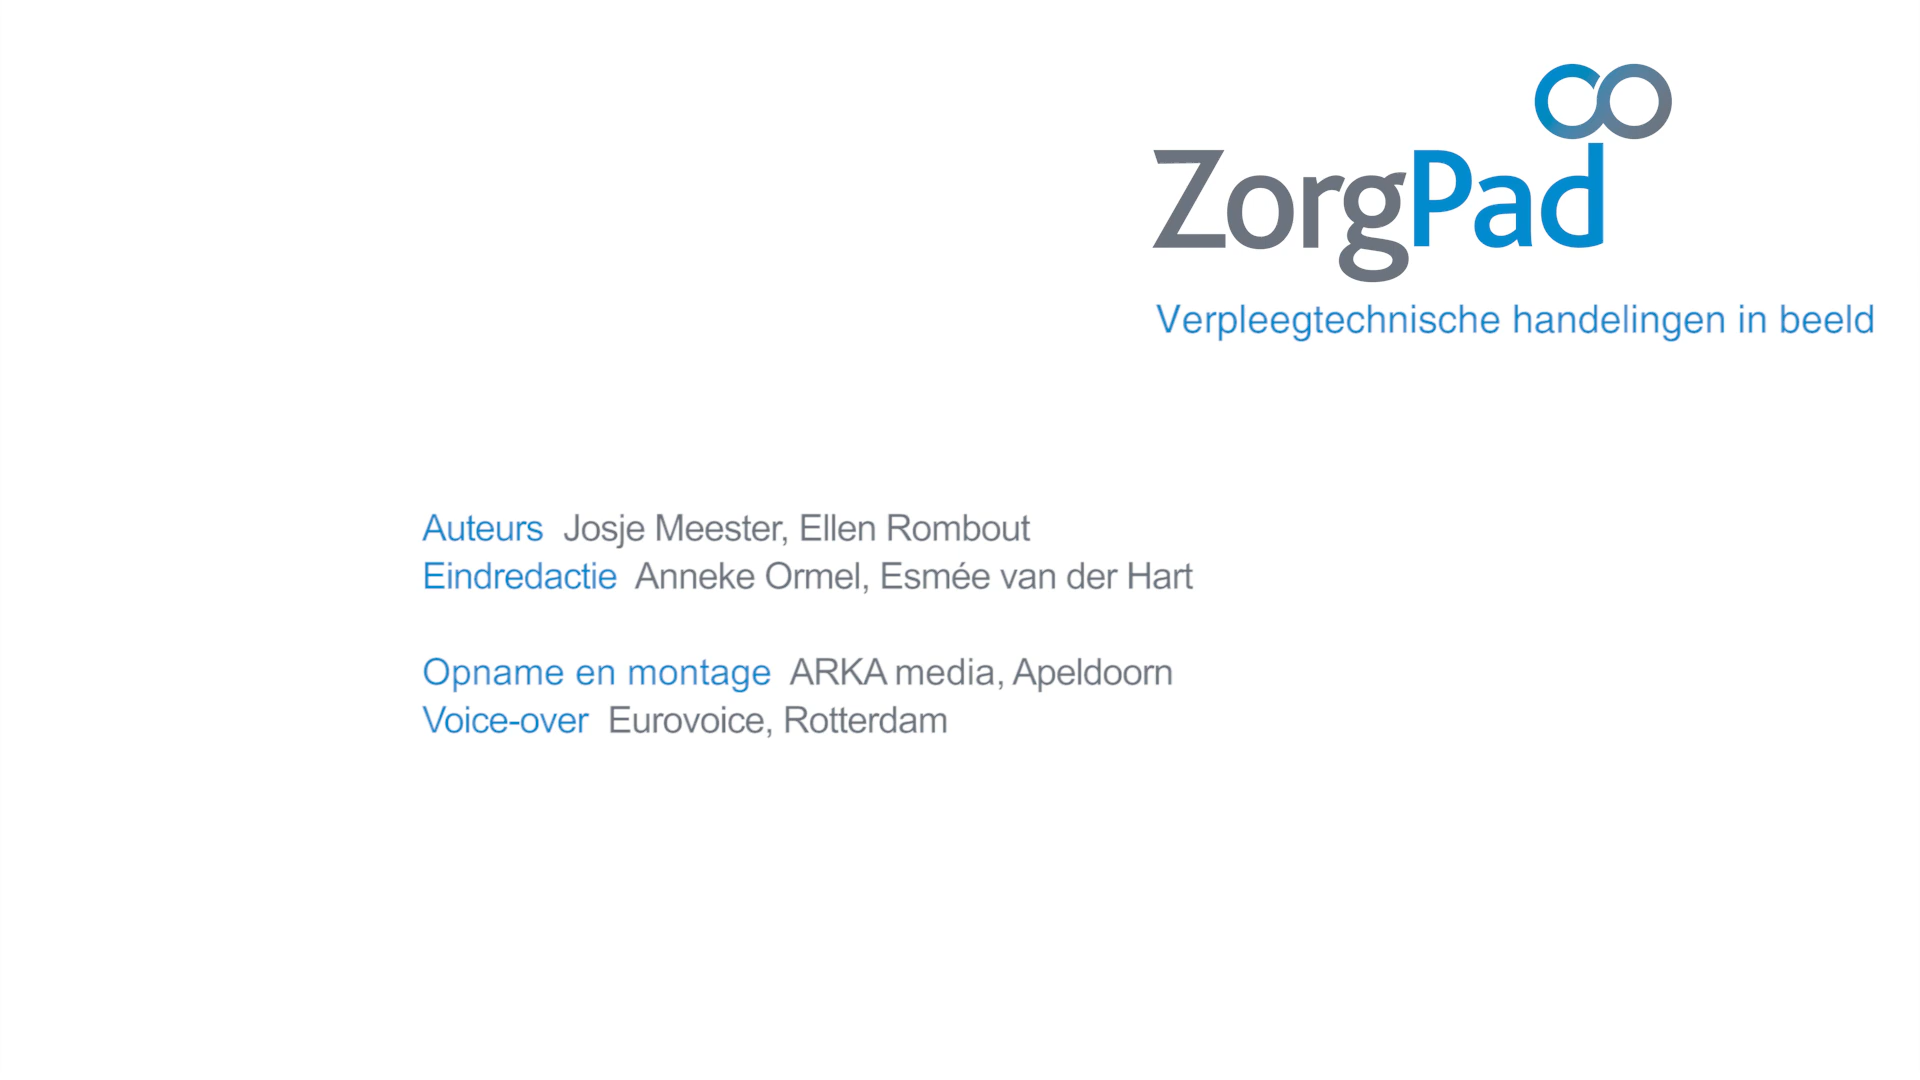 ZorgPad
Verpleegtechnische handelingen in beeld
Auteurs Josje Meester, Ellen Rombout
Eindredactie Anneke Ormel, Esmée van der Hart
Opname en montage ARKA media, Apeldoorn
Voice-over Eurovoice, Rotterdam